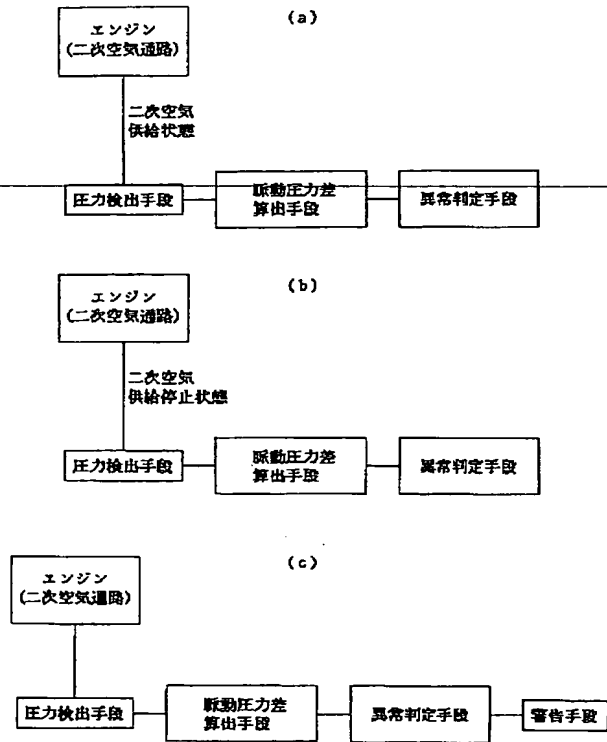 (a)
エンジン
(二次空気通路)
二次空気
供給状態
圧力検出手段
脈動圧力差
算出手段
異常判定手段
(b)
エンジン
(二次空気通路)
二次空気
供給停止状態
圧力検出手段
脈動圧力差
算出手段
異常判定手段
(c)
エンジン
(二次空気通路)
圧力検出手段
脈動圧力差
算出手段
異常判定手段
警告手段